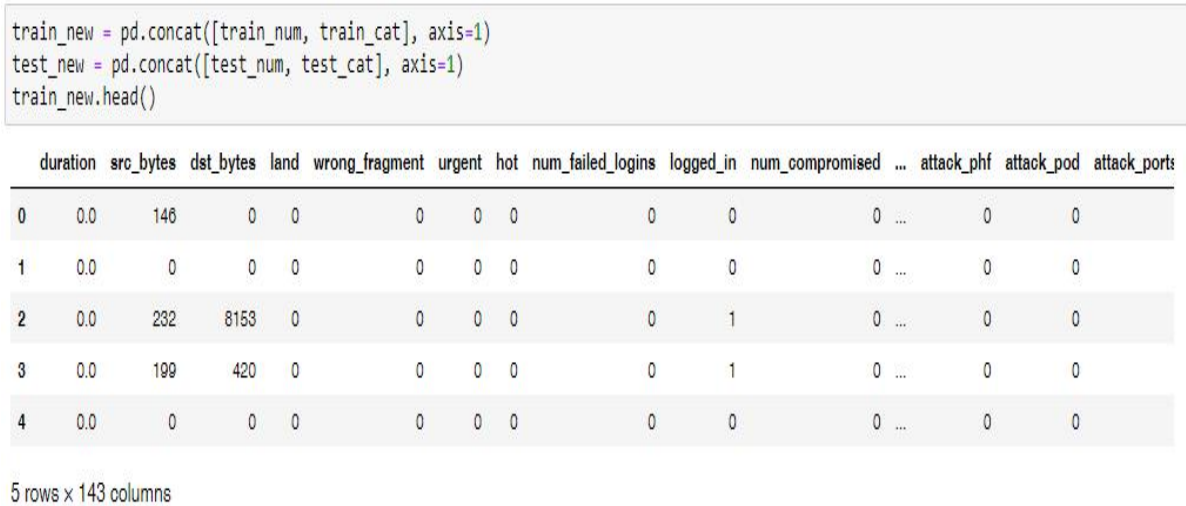 train_new = pd.concat([train_num, train_cat], axis=1)
test_new = pd.concat([test_num, test_cat], axis=1)
train_new.head()
duration src_bytes dst_bytes land wrong_fragment urgent hot num_failed_logins logged_in num_compromised ... attack_phf attack_pod attack_ports
0 0.0 146 0 0 0 0 0 0 0 0 ... 0 0
1 0.0 0 0 0 0 0 0 0 0 0 ... 0 0
2 0.0 232 8153 0 0 0 0 0 1 0 ... 0 0
3 0.0 199 420 0 0 0 0 0 1 0 ... 0 0
4 0.0 0 0 0 0 0 0 0 0 0 ... 0 0
5 rows × 143 columns